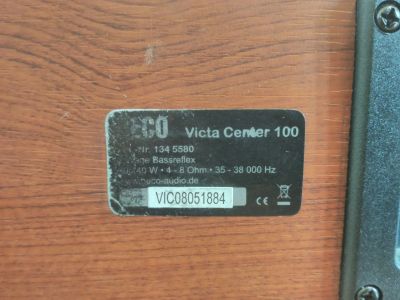 ECO Victa Center 100
-Nr. 134 5580
Bassreflex
40 W • 4 - 8 Ohm • 35 - 38 000 Hz
eco-audio.de
VIC08051884
CE